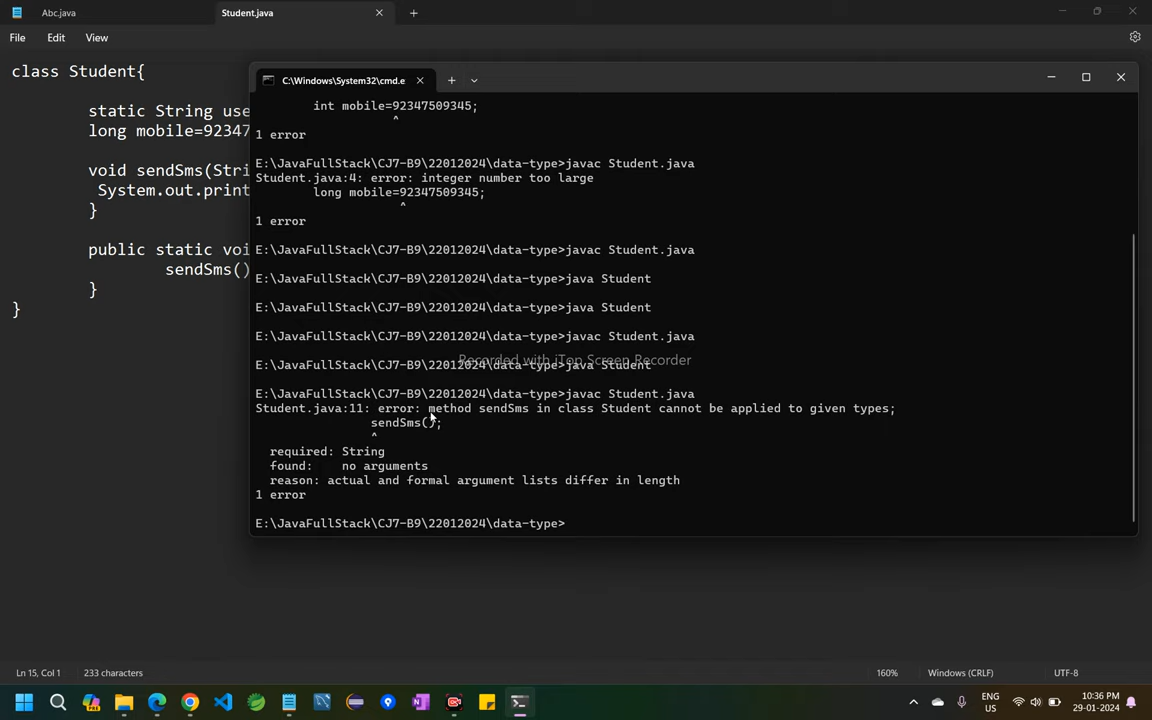 Abc.java
Student.java
File Edit View
class Student{
static String use
long mobile=92347
void sendSms(Stri
System.out.print
}
public static voi
sendSms()
}
}
C:\Windows\System32\cmd.e
int mobile=92347509345;
^
1 error
E:\JavaFullStack\CJ7-B9\22012024\data-type>javac Student.java
Student.java:4: error: integer number too large
long mobile=92347509345;
^
1 error
E:\JavaFullStack\CJ7-B9\22012024\data-type>javac Student.java
E:\JavaFullStack\CJ7-B9\22012024\data-type>java Student
E:\JavaFullStack\CJ7-B9\22012024\data-type>java Student
E:\JavaFullStack\CJ7-B9\22012024\data-type>javac Student.java
Recorded with iTop Screen Recorder
E:\JavaFullStack\CJ7-B9\22012024\data-type>java Student
E:\JavaFullStack\CJ7-B9\22012024\data-type>javac Student.java
Student.java:11: error: method sendSms in class Student cannot be applied to given types;
sendSms();
^
required: String
found: no arguments
reason: actual and formal argument lists differ in length
1 error
E:\JavaFullStack\CJ7-B9\22012024\data-type>
Ln 15, Col 1 233 characters 160% Windows (CRLF) UTF-8
ENG
US
10:36 PM
29-01-2024